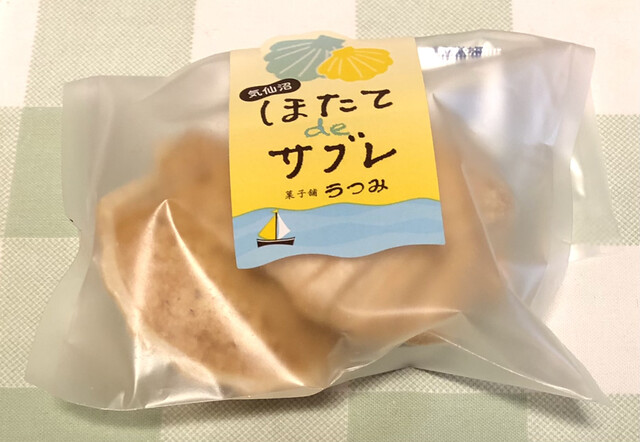 気仙沼
ほたて
de
サブレ
菓子舗 うつみ